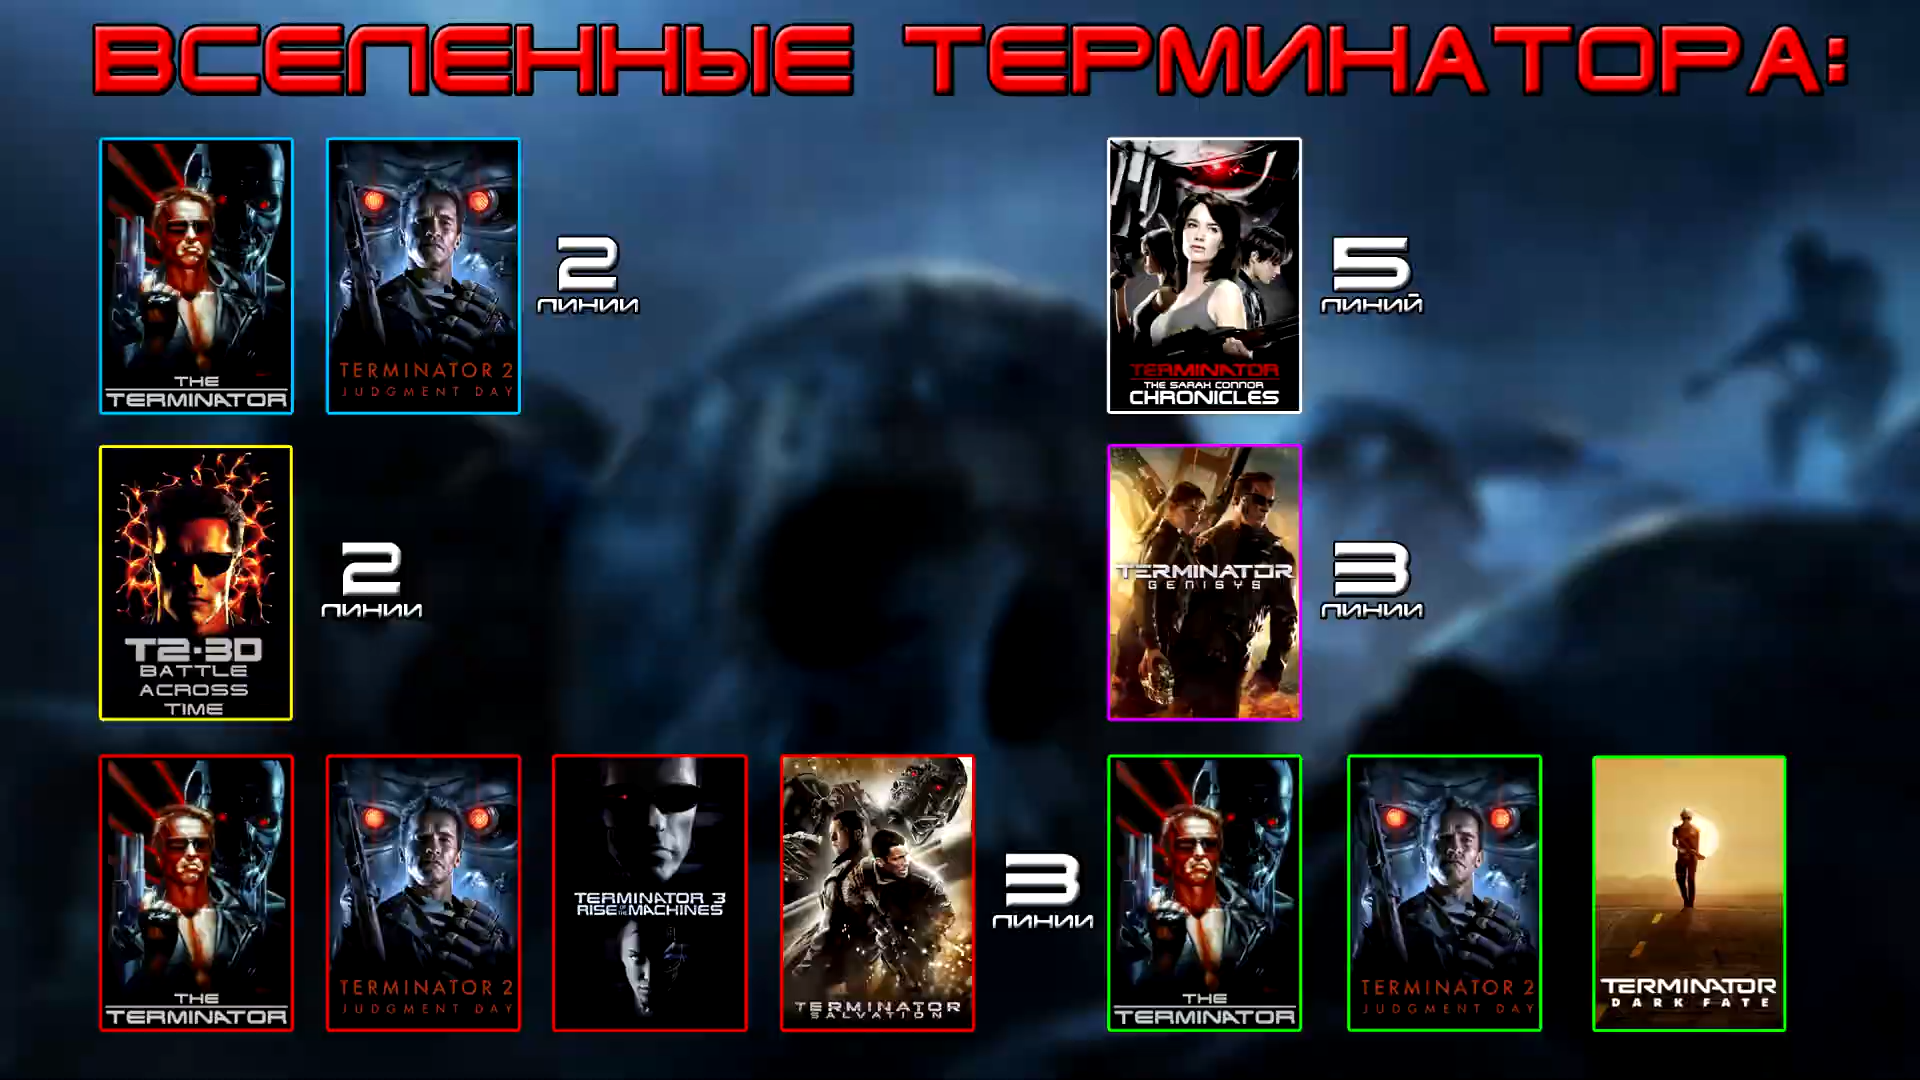 ВСЕЛЕННЫЕ ТЕРМИНАТОРА:
THE
TERMINATOR
TERMINATOR 2
JUDGMENT DAY
2
ЛИНИИ
TERMINATOR
THE SARAH CONNOR
CHRONICLES
5
ЛИНИЙ
T2·3D
BATTLE
ACROSS
TIME
2
ЛИНИИ
TERMINATOR
GENISYS
3
ЛИНИИ
THE
TERMINATOR
TERMINATOR 2
JUDGMENT DAY
TERMINATOR 3
RISE OF THE MACHINES
TERMINATOR
SALVATION
3
ЛИНИИ
THE
TERMINATOR
TERMINATOR 2
JUDGMENT DAY
TERMINATOR
DARK FATE